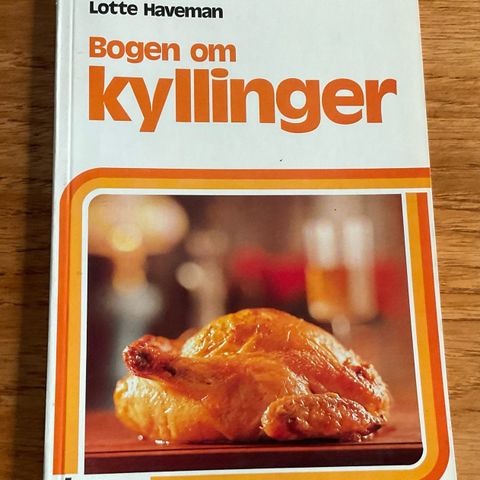 Lotte Haveman
Bogen om
kyllinger